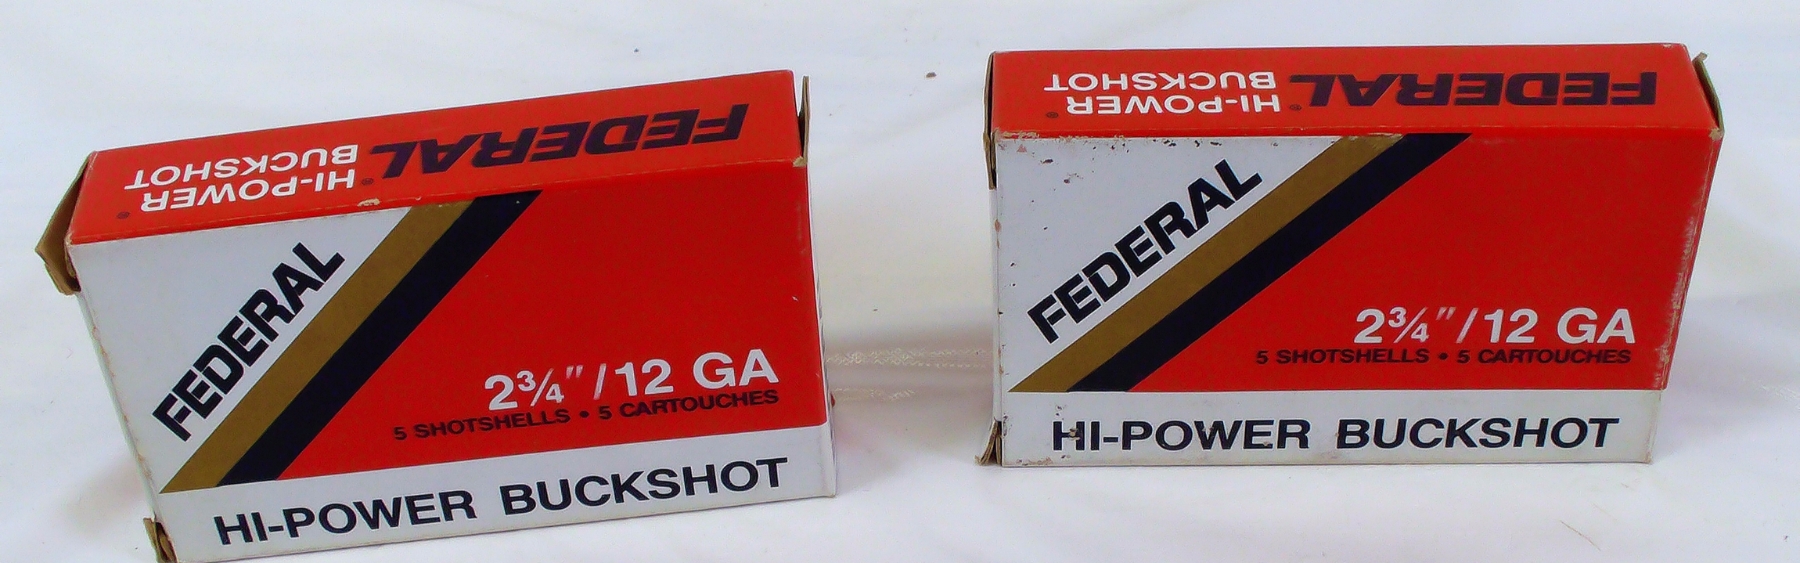 FEDERAL®
HI-POWER®
BUCKSHOT
FEDERAL
2¾"/12 GA
5 SHOTSHELLS • 5 CARTOUCHES
HI-POWER BUCKSHOT
FEDERAL®
HI-POWER®
BUCKSHOT
FEDERAL
2¾"/12 GA
5 SHOTSHELLS • 5 CARTOUCHES
HI-POWER BUCKSHOT